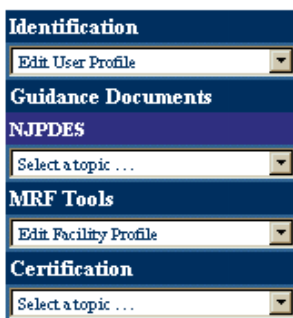 Identification
Edit User Profile
Guidance Documents
NJPDES
Select a topic ...
MRF Tools
Edit Facility Profile
Certification
Select a topic ...